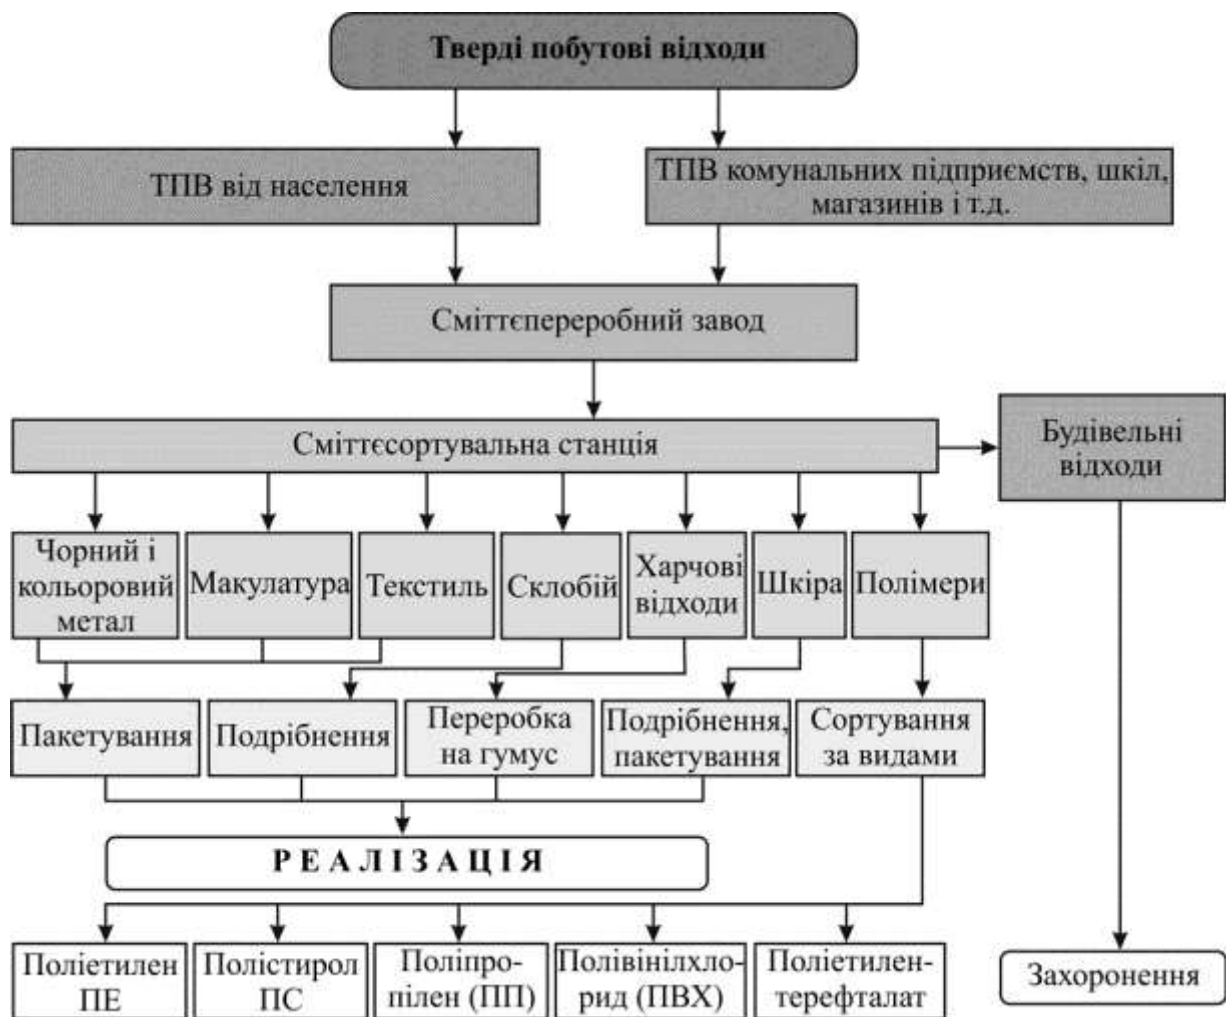 Тверді побутові відходи
ТПВ від населення
ТПВ комунальних підприємств, шкіл,
магазинів і т.д.
Сміттєпереробний завод
Сміттєсортувальна станція
Будівельні
відходи
Чорний і
кольоровий
метал
Макулатура
Текстиль
Склобій
Харчові
відходи
Шкіра
Полімери
Пакетування
Подрібнення
Переробка
на гумус
Подрібнення,
пакетування
Сортування
за видами
РЕАЛІЗАЦІЯ
Поліетилен
ПЕ
Полістирол
ПС
Поліпро-
пілен (ПП)
Полівінілхло-
рид (ПВХ)
Поліетилен-
терефталат
Захоронення